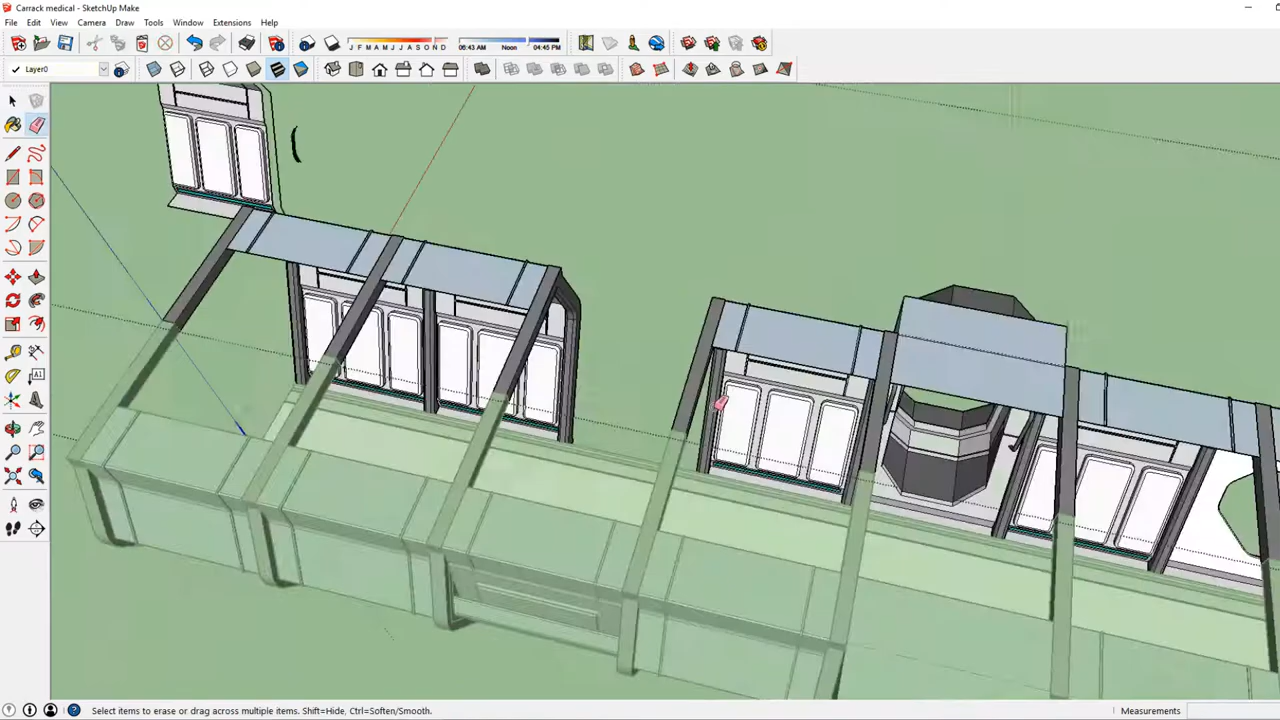 Carrack medical - SketchUp Make
File Edit View Camera Draw Tools Window Extensions Help
J F M A M J J A S O N D 06:43 AM Noon 04:45 PM
Layer0
A1
Select items to erase or drag across multiple items. Shift=Hide, Ctrl=Soften/Smooth. Measurements